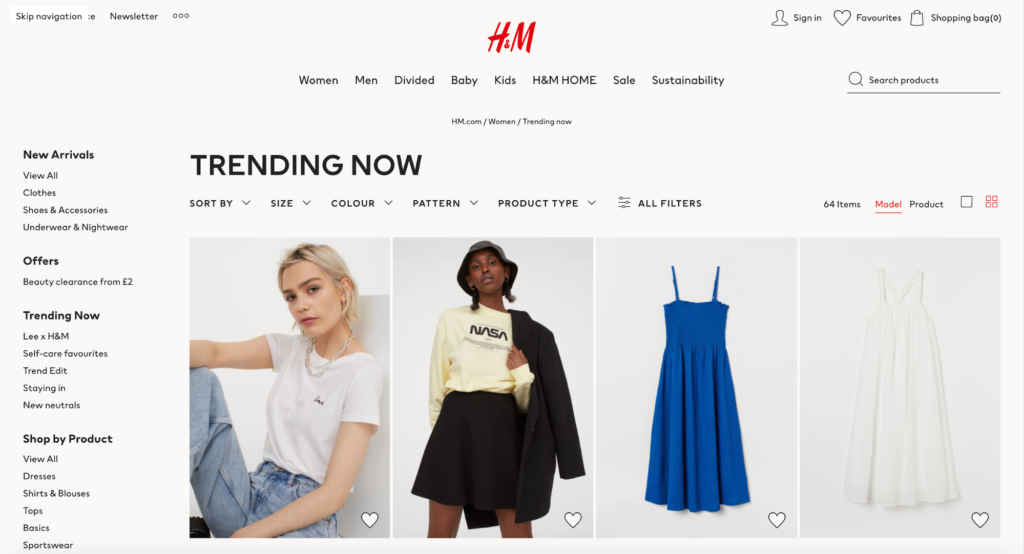 Skip navigation
Newsletter
Sign in
Favourites
Shopping bag(0)
H&M
Women
Men
Divided
Baby
Kids
H&M HOME
Sale
Sustainability
Search products
HM.com / Women / Trending now
New Arrivals
View All
Clothes
Shoes & Accessories
Underwear & Nightwear
Offers
Beauty clearance from £2
Trending Now
Lee x H&M
Self-care favourites
Trend Edit
Staying in
New neutrals
Shop by Product
View All
Dresses
Shirts & Blouses
Tops
Basics
Sportswear
TRENDING NOW
SORT BY
SIZE
COLOUR
PATTERN
PRODUCT TYPE
ALL FILTERS
64 Items
Model
Product
NASA